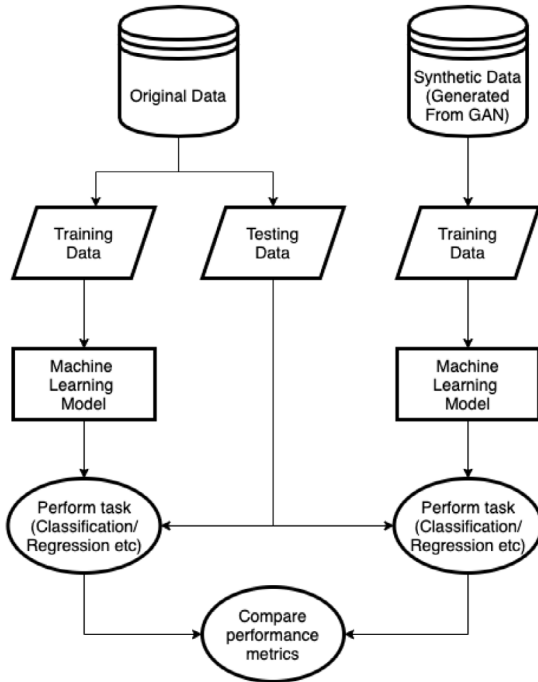 Original Data
Synthetic Data
(Generated
From GAN)
Training
Data
Testing
Data
Training
Data
Machine
Learning
Model
Machine
Learning
Model
Perform task
(Classification/
Regression etc)
Perform task
(Classification/
Regression etc)
Compare
performance
metrics